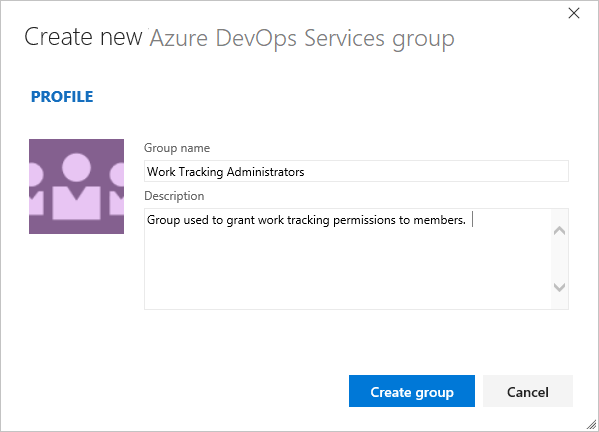 Create new Azure DevOps Services group
PROFILE
Group name
Work Tracking Administrators
Description
Group used to grant work tracking permissions to members.
Create group
Cancel